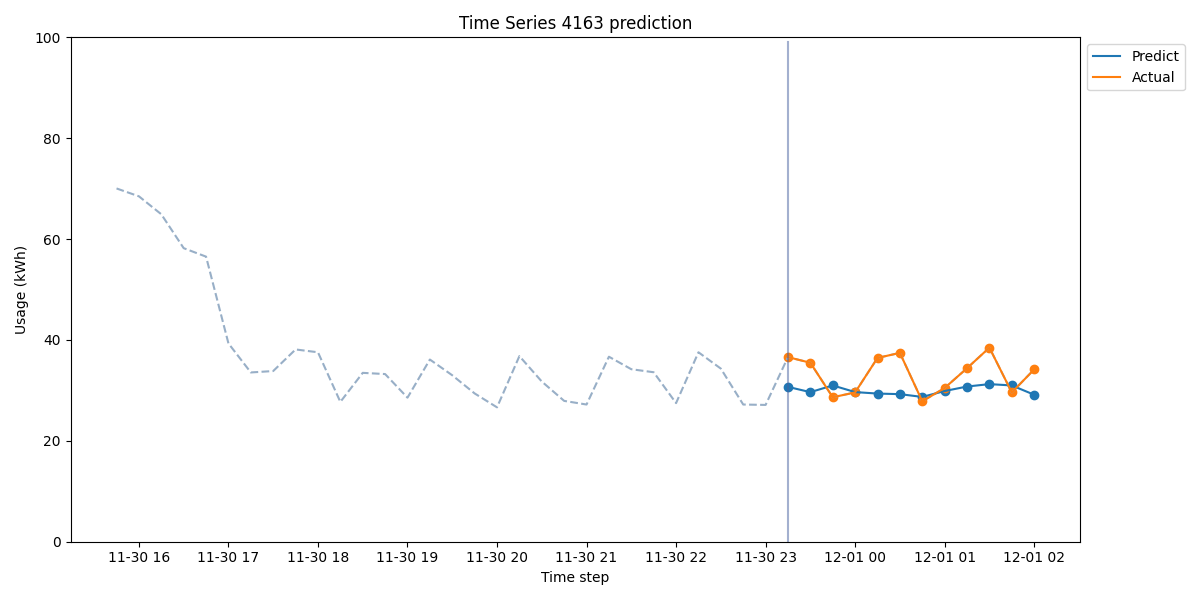 Time Series 4163 prediction
Predict
Actual
100
80
60
40
20
0
Usage (kWh)
11-30 16 11-30 17 11-30 18 11-30 19 11-30 20 11-30 21 11-30 22 11-30 23 12-01 00 12-01 01 12-01 02
Time step